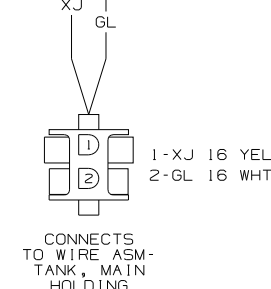 XJ
GL
1
1-XJ 16 YEL
2
2-GL 16 WHT
CONNECTS
TO WIRE ASM-
TANK, MAIN
HOLDING